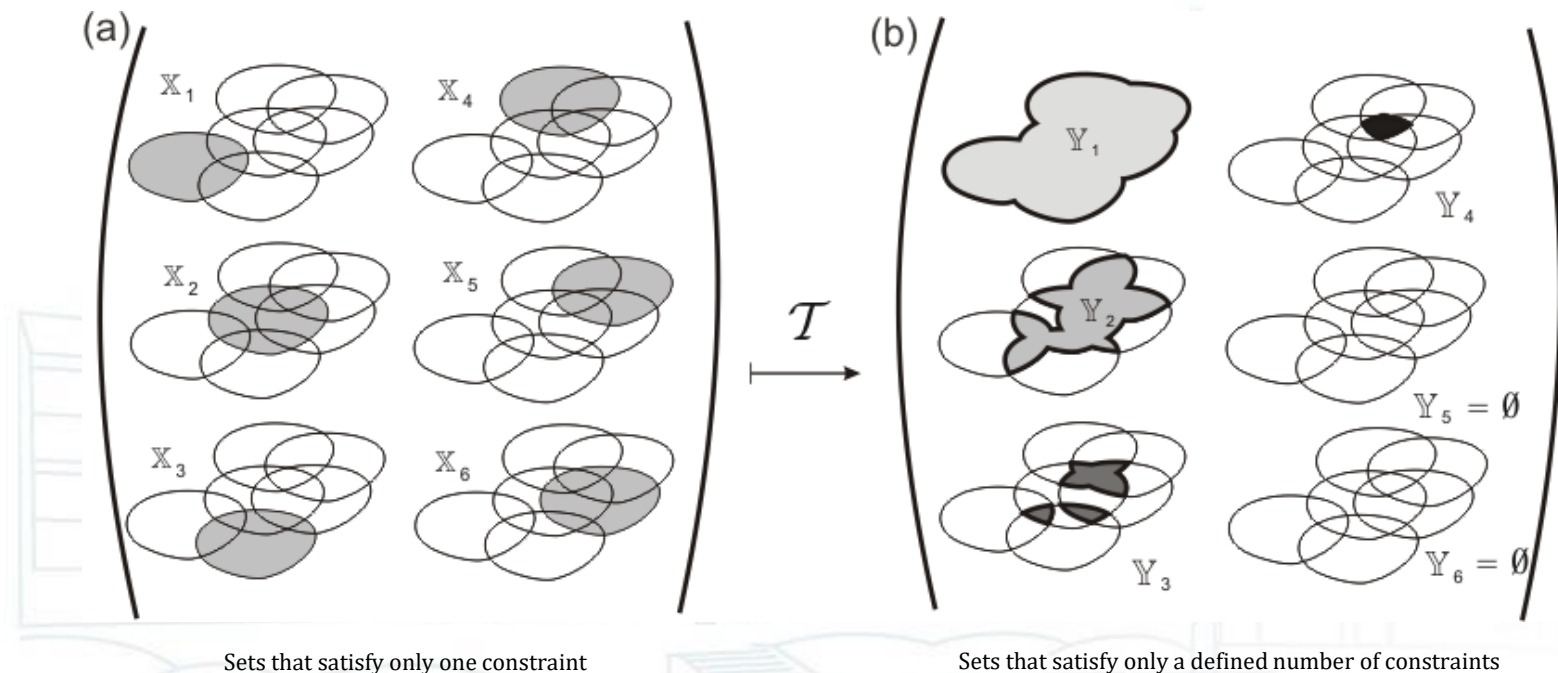 (a)
𝕏₁
𝕏₄
𝕏₂
𝕏₅
𝕏₃
𝕏₆
𝒯
(b)
𝕐₁
𝕐₄
𝕐₂
𝕐₅ = ∅
𝕐₃
𝕐₆ = ∅
Sets that satisfy only one constraint
Sets that satisfy only a defined number of constraints